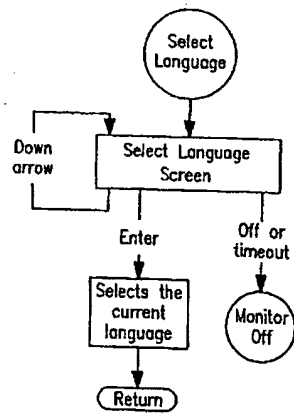 Select
Language
Down
arrow
Select Language
Screen
Enter
Off or
timeout
Selects the
current
language
Monitor
Off
Return